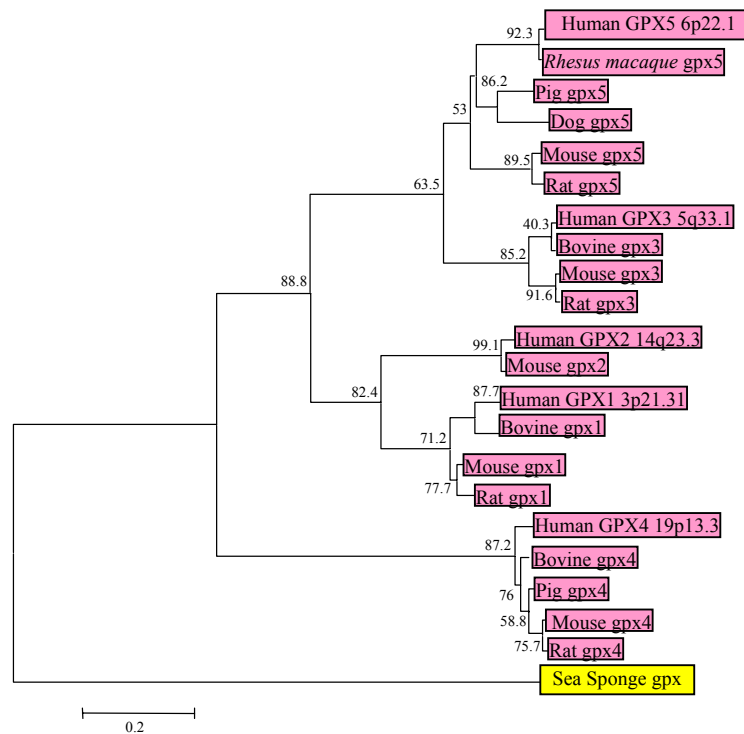 Human GPX5 6p22.1
92.3
Rhesus macaque gpx5
86.2
Pig gpx5
53
Dog gpx5
Mouse gpx5
89.5
Rat gpx5
63.5
Human GPX3 5q33.1
40.3
Bovine gpx3
85.2
Mouse gpx3
91.6
Rat gpx3
88.8
Human GPX2 14q23.3
99.1
Mouse gpx2
82.4
87.7
Human GPX1 3p21.31
Bovine gpx1
71.2
Mouse gpx1
77.7
Rat gpx1
Human GPX4 19p13.3
87.2
Bovine gpx4
76
Pig gpx4
58.8
Mouse gpx4
75.7
Rat gpx4
Sea Sponge gpx
0.2